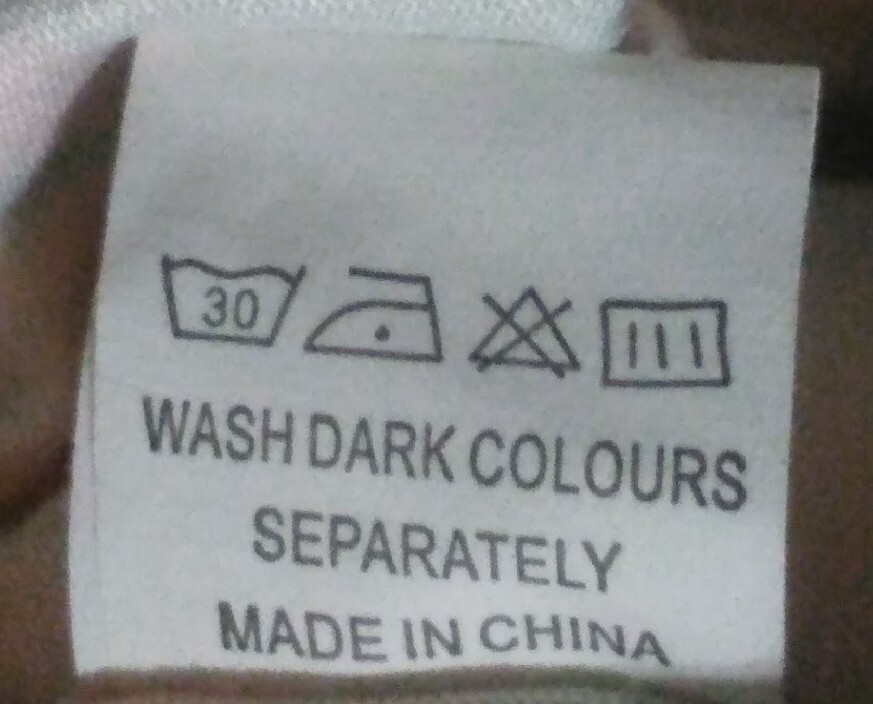 30
WASH DARK COLOURS
SEPARATELY
MADE IN CHINA